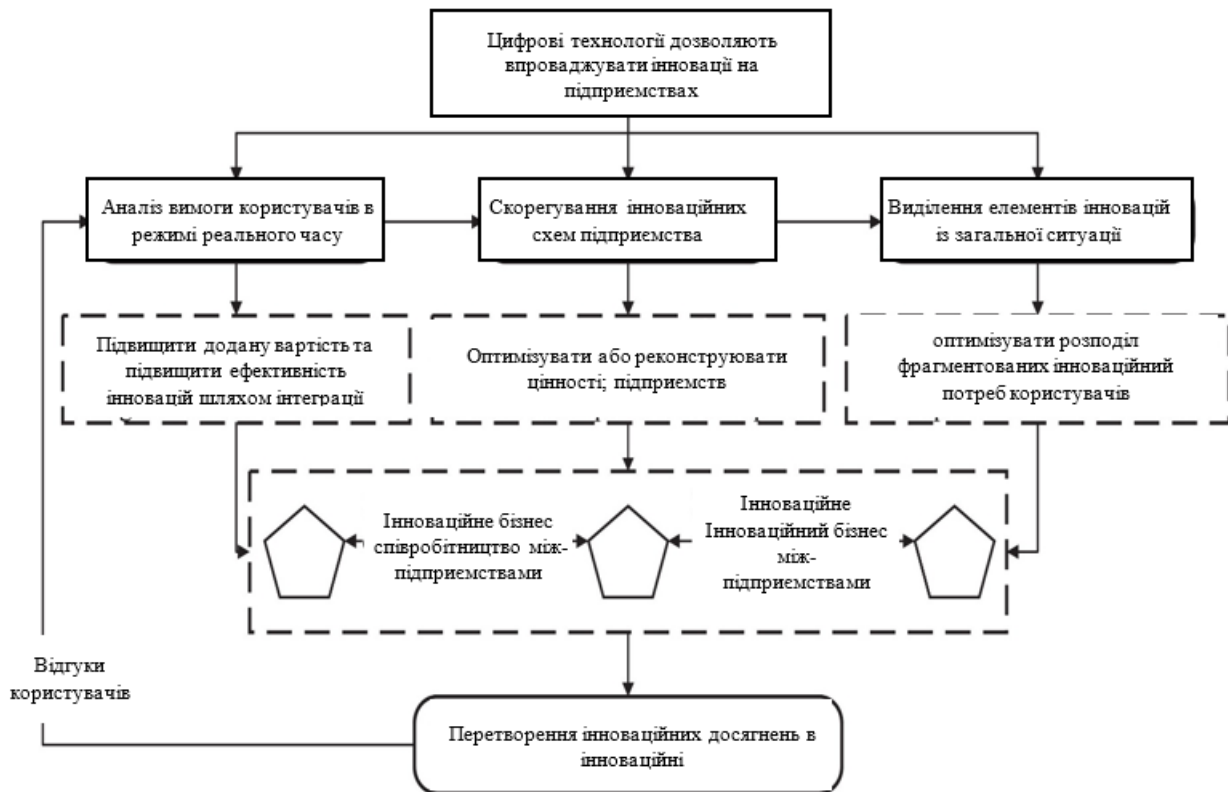 Цифрові технології дозволяють
впроваджувати інновації на
підприємствах
Аналіз вимоги користувачів в
режимі реального часу
Скорегування інноваційних
схем підприємства
Виділення елементів інновацій
із загальної ситуації
Підвищити додану вартість та
підвищити ефективність
інновацій шляхом інтеграції
Оптимізувати або реконструювати
цінності; підприємств
оптимізувати розподіл
фрагментованих інноваційний
потреб користувачів
Інноваційне бізнес
співробітництво між-
підприємствами
Інноваційне
Інноваційний бізнес
між-
підприємствами
Відгуки
користувачів
Перетворення інноваційних досягнень в
інноваційні